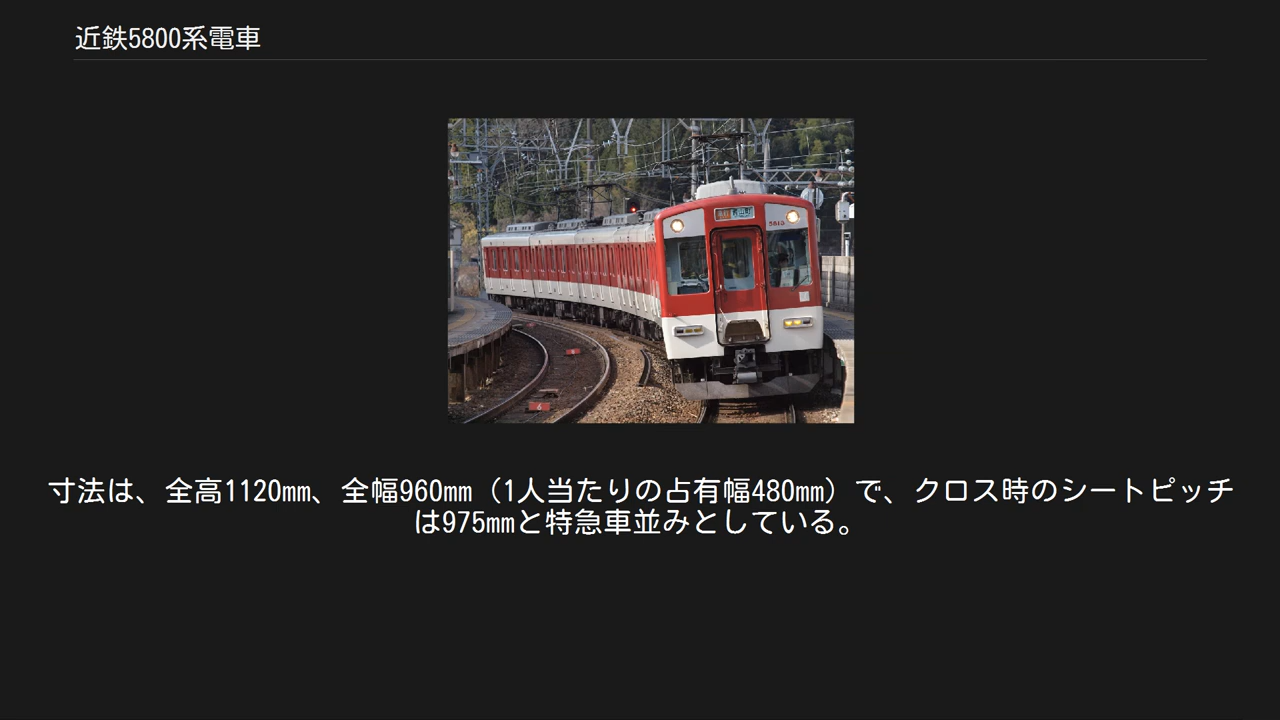 近鉄5800系電車
寸法は、全高1120mm、全幅960mm（1人当たりの占有幅480mm）で、クロス時のシートピッチ
は975mmと特急車並みとしている。